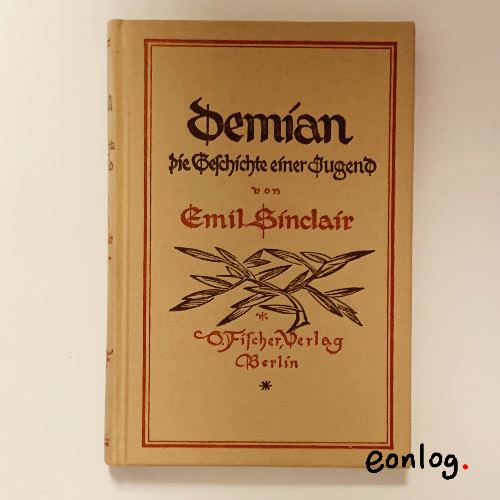 Demian
Die Geschichte einer Jugend
von
Emil Sinclair
*
S. Fischer, Verlag
Berlin
*
eonlog.